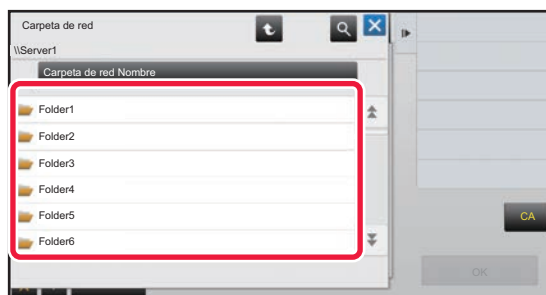 Carpeta de red
\\Server1
Carpeta de red Nombre
Folder1
Folder2
Folder3
Folder4
Folder5
Folder6
CA
OK